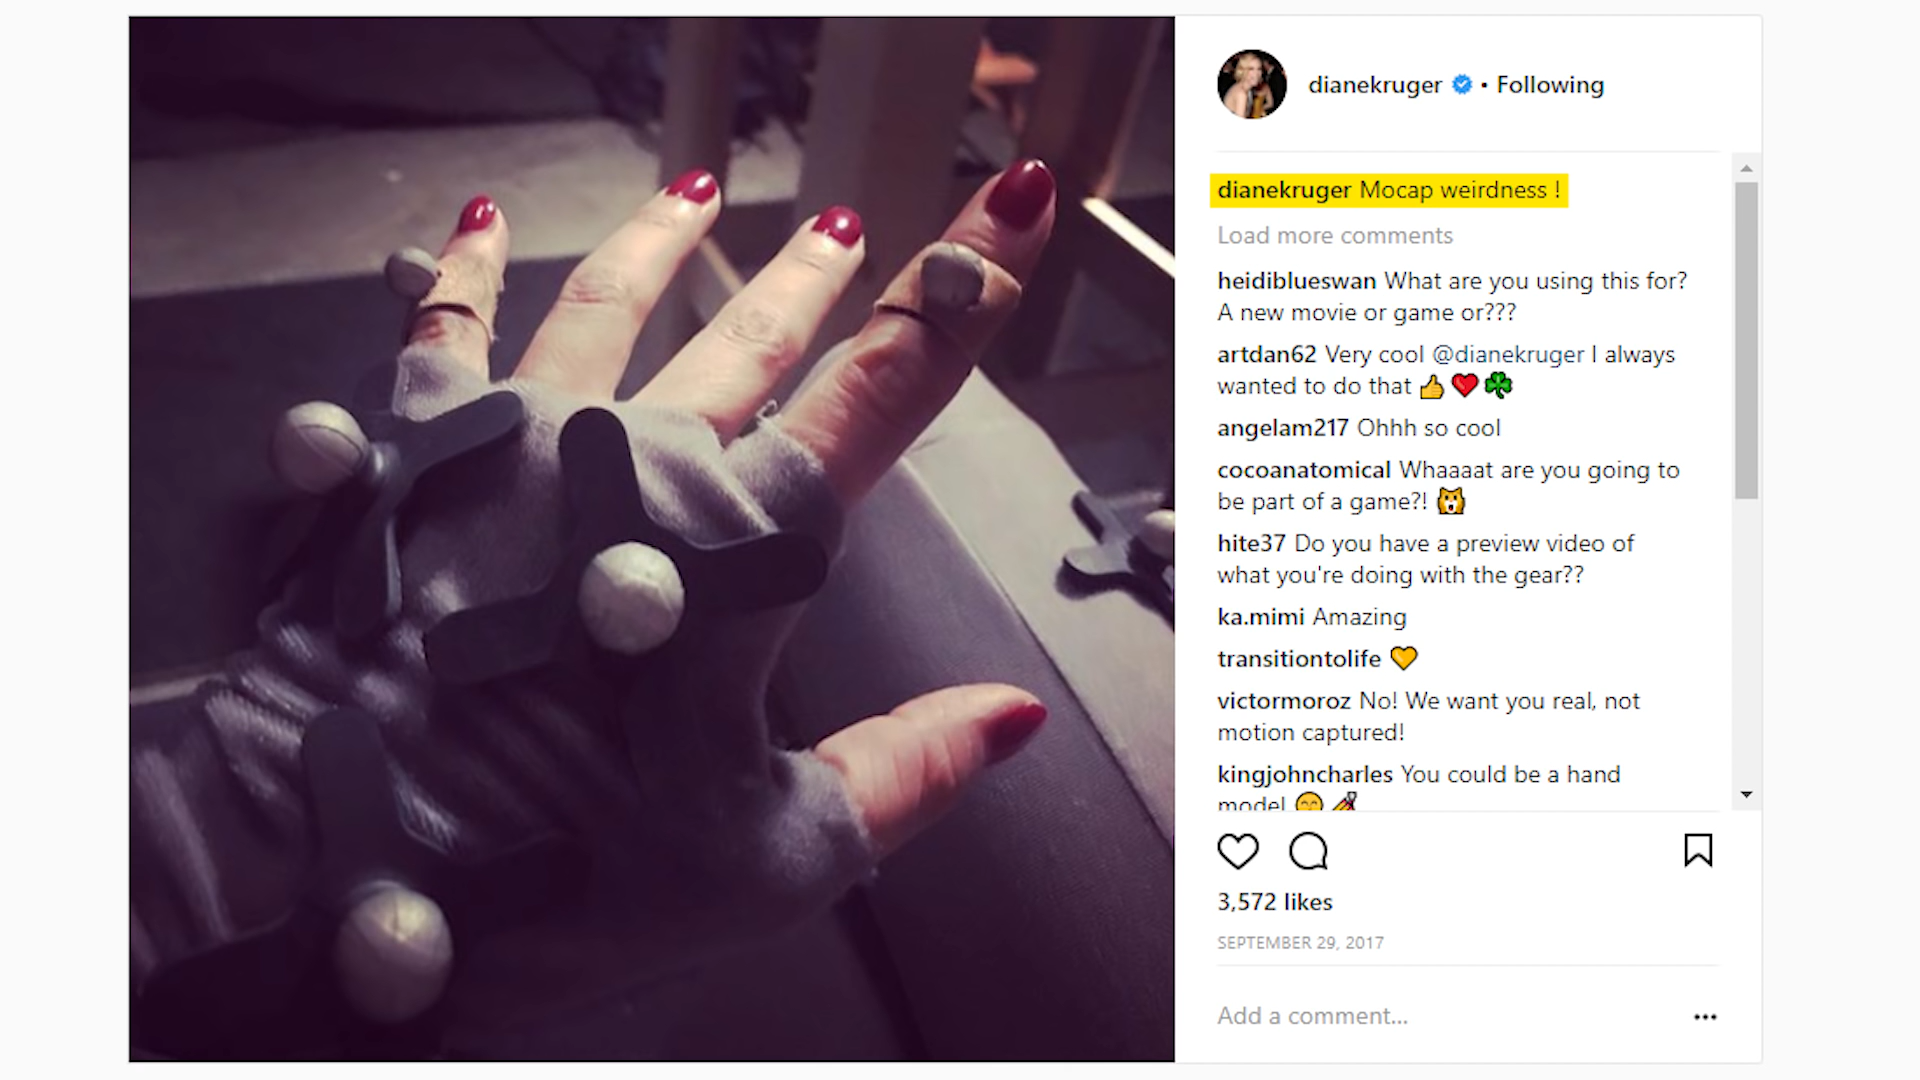 dianekruger • Following
dianekruger Mocap weirdness !
Load more comments
heidiblueswan What are you using this for?
A new movie or game or???
artdan62 Very cool @dianekruger I always
wanted to do that 👍❤️☘️
angelam217 Ohhh so cool
cocoanatomical Whaaaat are you going to
be part of a game?! 🙀
hite37 Do you have a preview video of
what you're doing with the gear??
ka.mimi Amazing
transitiontolife 💛
victormoroz No! We want you real, not
motion captured!
kingjohncharles You could be a hand
model 😊💅
3,572 likes
SEPTEMBER 29, 2017
Add a comment...